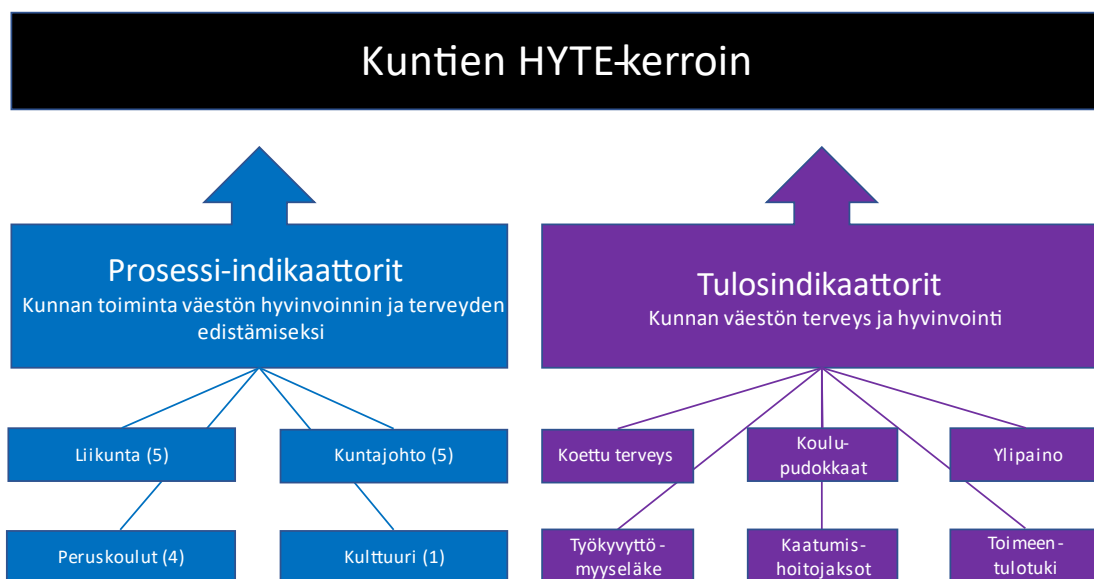 Kuntien HYTE-kerroin
Prosessi-indikaattorit
Kunnan toiminta väestön hyvinvoinnin ja terveyden
edistämiseksi
Tulosindikaattorit
Kunnan väestön terveys ja hyvinvointi
Liikunta (5)
Kuntajohto (5)
Koettu terveys
Koulu-
pudokkaat
Ylipaino
Peruskoulut (4)
Kulttuuri (1)
Työkyvyttö-
myyseläke
Kaatumis-
hoitojaksot
Toimeen-
tulotuki